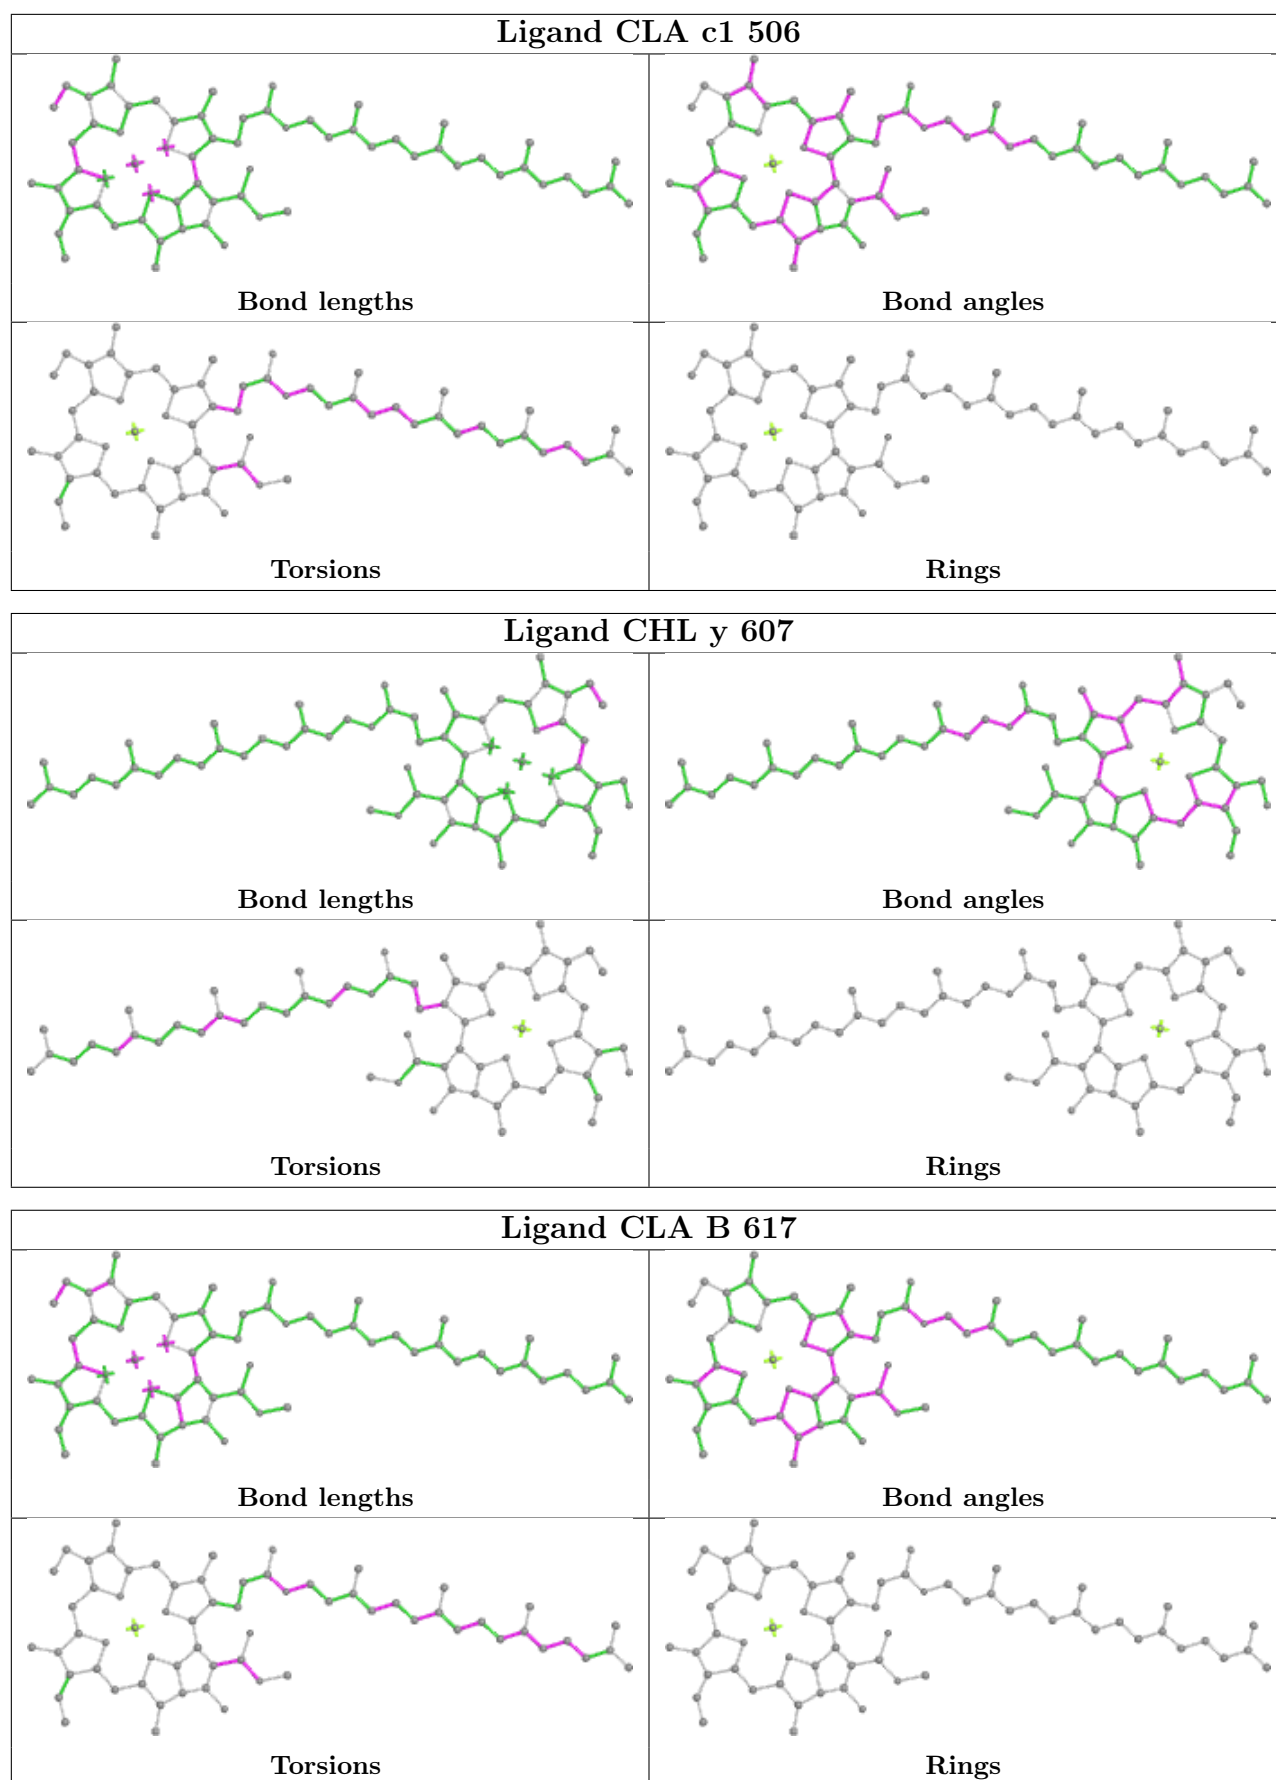 Ligand CLA c1 506
Bond lengths
Bond angles
Torsions
Rings
Ligand CHL y 607
Bond lengths
Bond angles
Torsions
Rings
Ligand CLA B 617
Bond lengths
Bond angles
Torsions
Rings